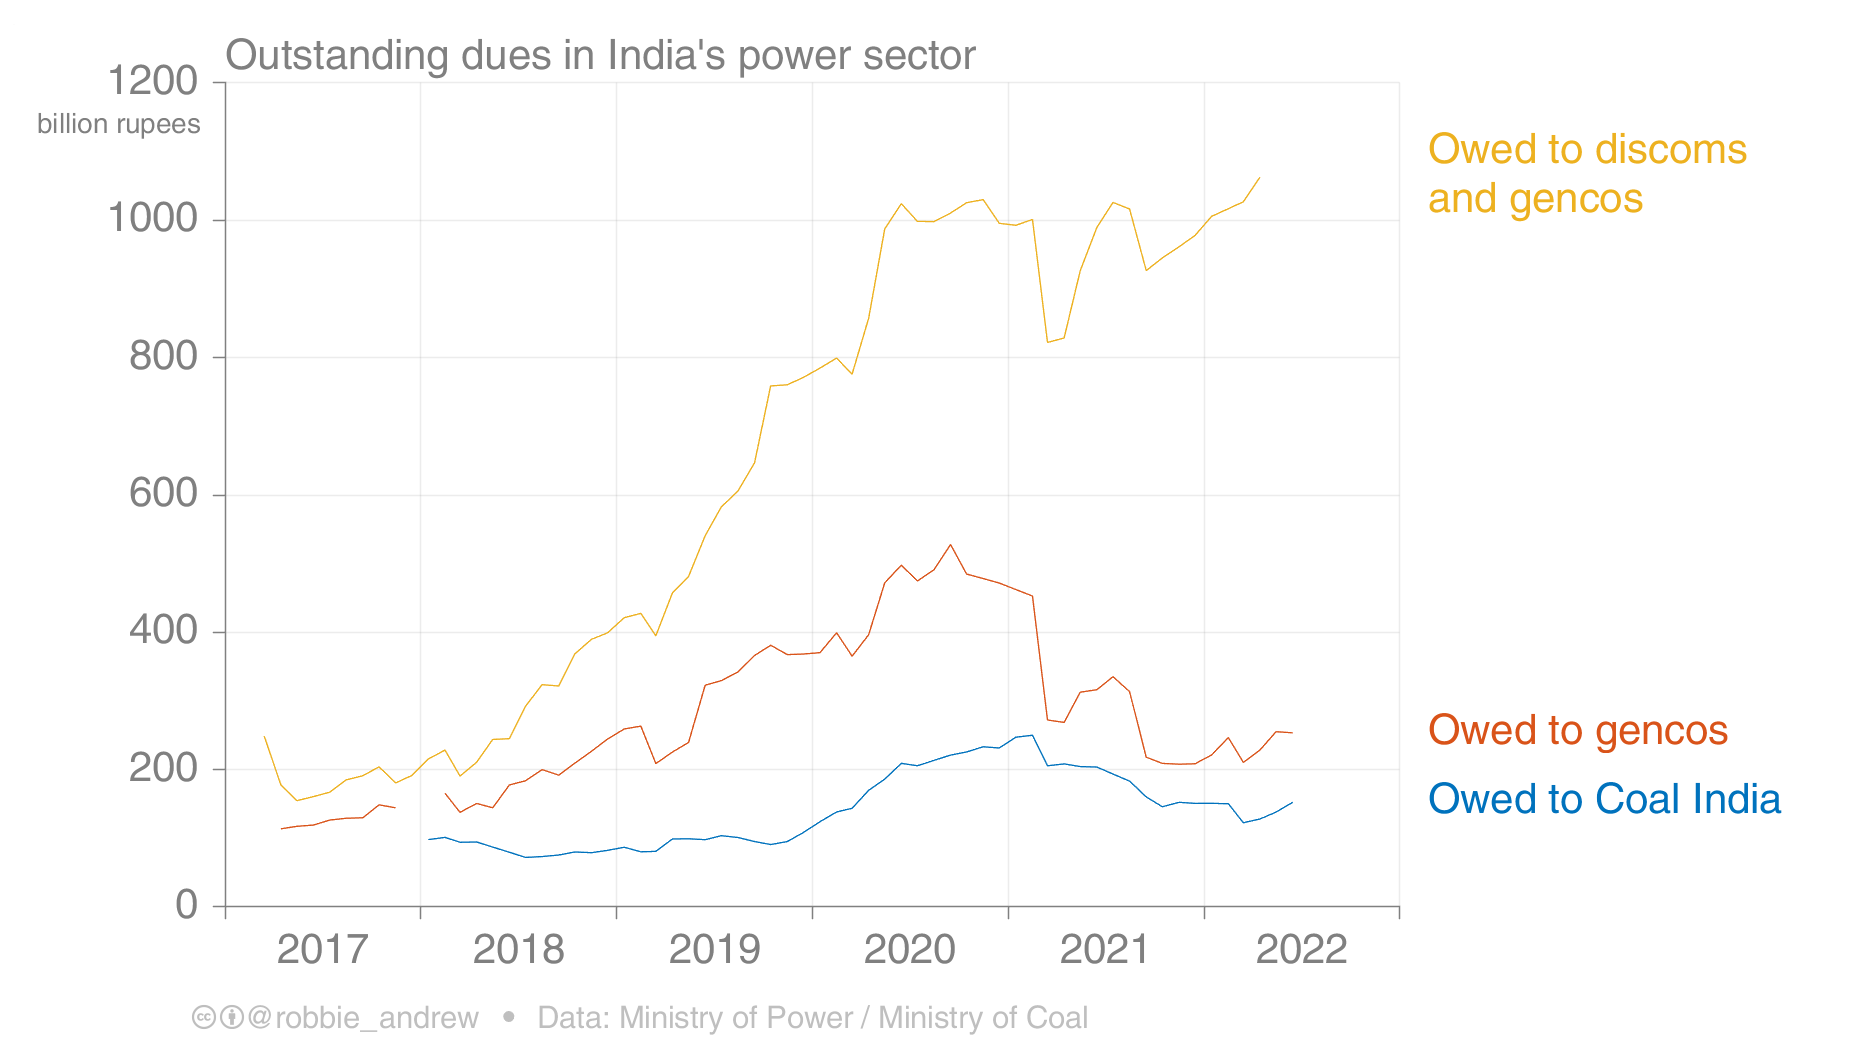 Outstanding dues in India's power sector
1200
billion rupees
1000
800
600
400
200
0
2017 2018 2019 2020 2021 2022
Owed to discoms
and gencos
Owed to gencos
Owed to Coal India
cc @robbie_andrew • Data: Ministry of Power / Ministry of Coal